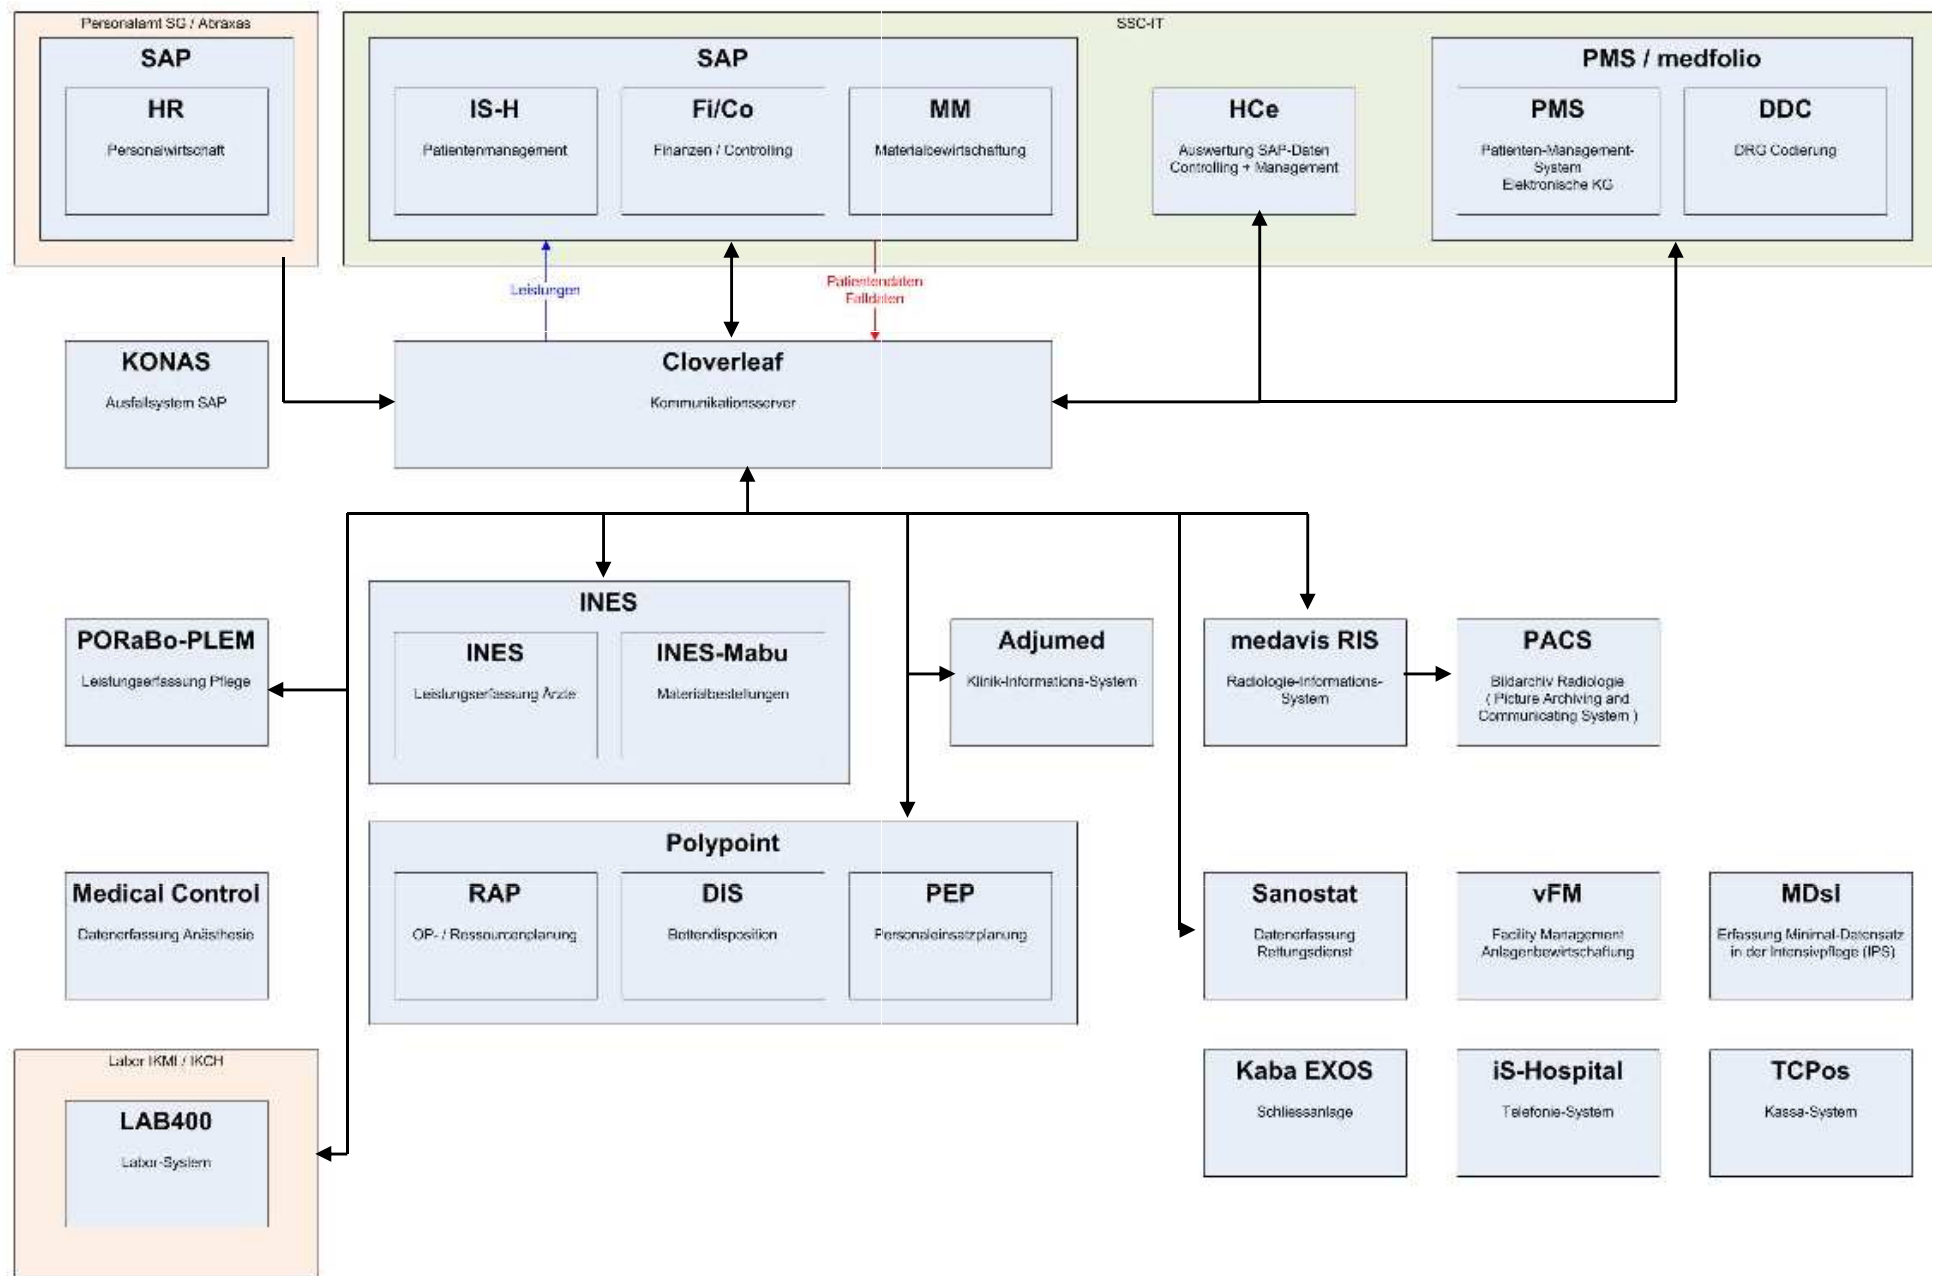 Personalamt SG / Abraxas
SAP
HR
Personalwirtschaft
SSC-IT
SAP
IS-H
Patientenmanagement
Fi/Co
Finanzen / Controlling
MM
Materialbewirtschaftung
HCe
Auswertung SAP-Daten
Controlling + Management
PMS / medfolio
PMS
Patienten-Management-
System
Elektronische KG
DDC
DRG Codierung
Leistungen
Patientendaten
Falldaten
KONAS
Ausfallsystem SAP
Cloverleaf
Kommunikationsserver
PORaBo-PLEM
Leistungserfassung Pflege
INES
INES
Leistungserfassung Ärzte
INES-Mabu
Materialbestellungen
Adjumed
Klinik-Informations-System
medavis RIS
Radiologie-Informations-
System
PACS
Bildarchiv Radiologie
( Picture Archiving and
Communicating System )
Medical Control
Datenerfassung Anästhesie
Polypoint
RAP
OP- / Ressourcenplanung
DIS
Bettendisposition
PEP
Personaleinsatzplanung
Sanostat
Datenerfassung
Rettungsdienst
vFM
Facility Management
Anlagenbewirtschaftung
MDsI
Erfassung Minimal-Datensatz
in der Intensivpflege (IPS)
Labor IKMI / IKCH
LAB400
Labor-System
Kaba EXOS
Schliessanlage
iS-Hospital
Telefonie-System
TCPos
Kassa-System